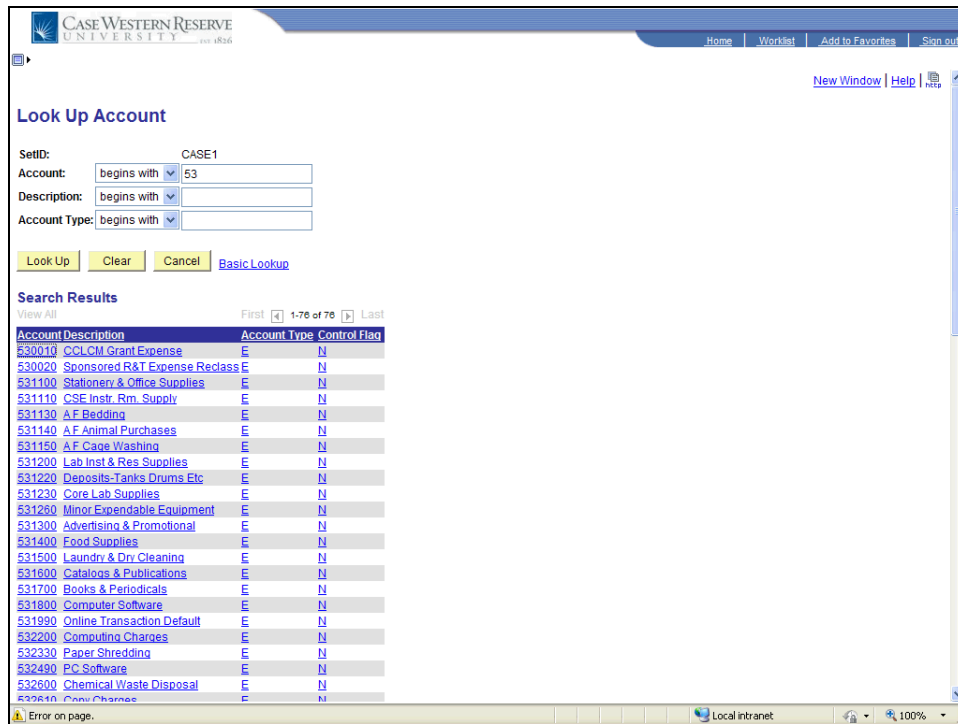 CASE WESTERN RESERVE
UNIVERSITY EST 1826
Home | Worklist | Add to Favorites | Sign out
New Window | Help | http
Look Up Account
SetID: CASE1
Account: begins with 53
Description: begins with
Account Type: begins with
Look Up Clear Cancel Basic Lookup
Search Results
View All First 1-76 of 76 Last
Account Description Account Type Control Flag
530010 CCLCM Grant Expense E N
530020 Sponsored R&T Expense Reclass E N
531100 Stationery & Office Supplies E N
531110 CSE Instr. Rm. Supply E N
531130 A F Bedding E N
531140 A F Animal Purchases E N
531150 A F Cage Washing E N
531200 Lab Inst & Res Supplies E N
531220 Deposits-Tanks Drums Etc E N
531230 Core Lab Supplies E N
531260 Minor Expendable Equipment E N
531300 Advertising & Promotional E N
531400 Food Supplies E N
531500 Laundry & Dry Cleaning E N
531600 Catalogs & Publications E N
531700 Books & Periodicals E N
531800 Computer Software E N
531990 Online Transaction Default E N
532200 Computing Charges E N
532330 Paper Shredding E N
532490 PC Software E N
532600 Chemical Waste Disposal E N
532610 Copy Charges E N
Error on page. Local intranet 100%